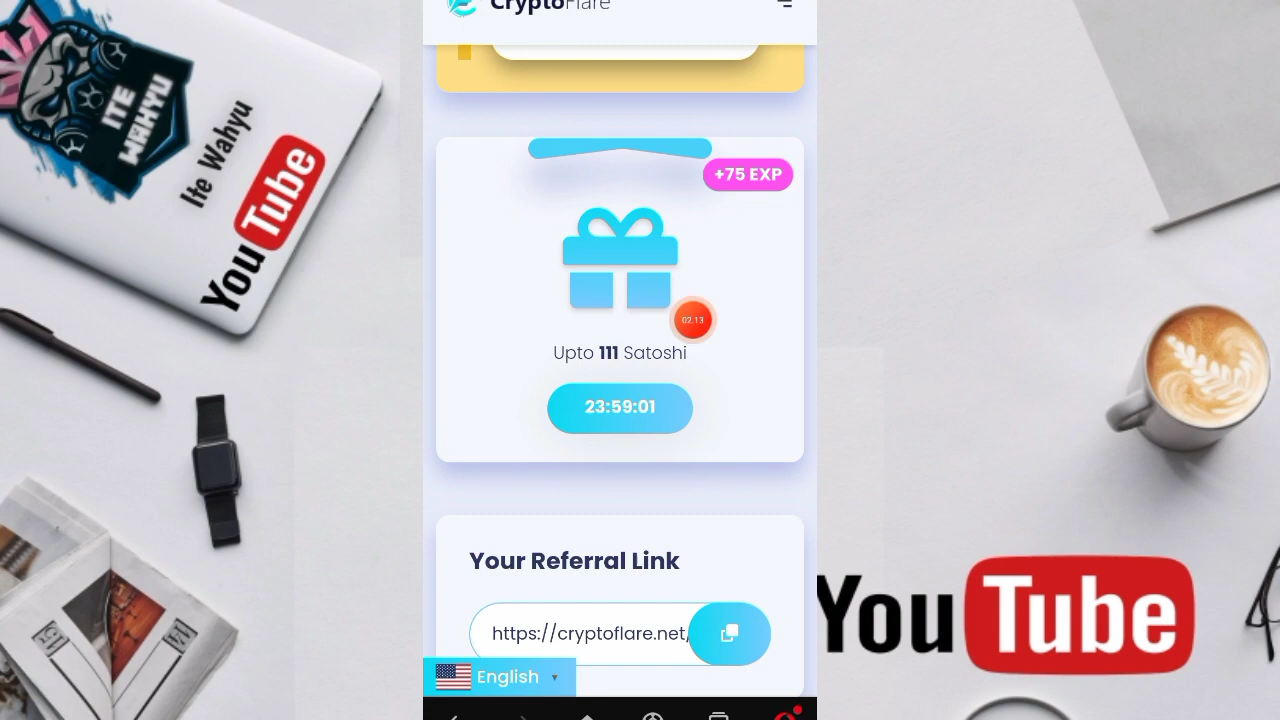 CryptoFlare
+75 EXP
02.13
Upto 111 Satoshi
23:59:01
Your Referral Link
https://cryptoflare.net/
English
ITE
WAHYU
Ite Wahyu
YouTube
YouTube